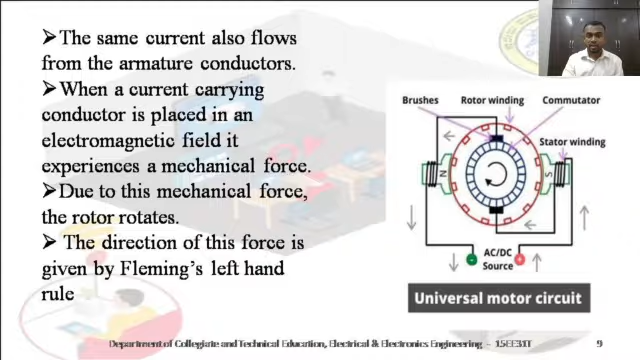 ➤The same current also flows
from the armature conductors.
➤When a current carrying
conductor is placed in an
electromagnetic field it
experiences a mechanical force.
➤Due to this mechanical force,
the rotor rotates.
➤ The direction of this force is
given by Fleming's left hand
rule
Brushes Rotor winding Commutator
Stator winding
N S
AC/DC
Source
- +
Universal motor circuit
Department of Collegiate and Technical Education, Electrical & Electronics Engineering - 15EE31T 9